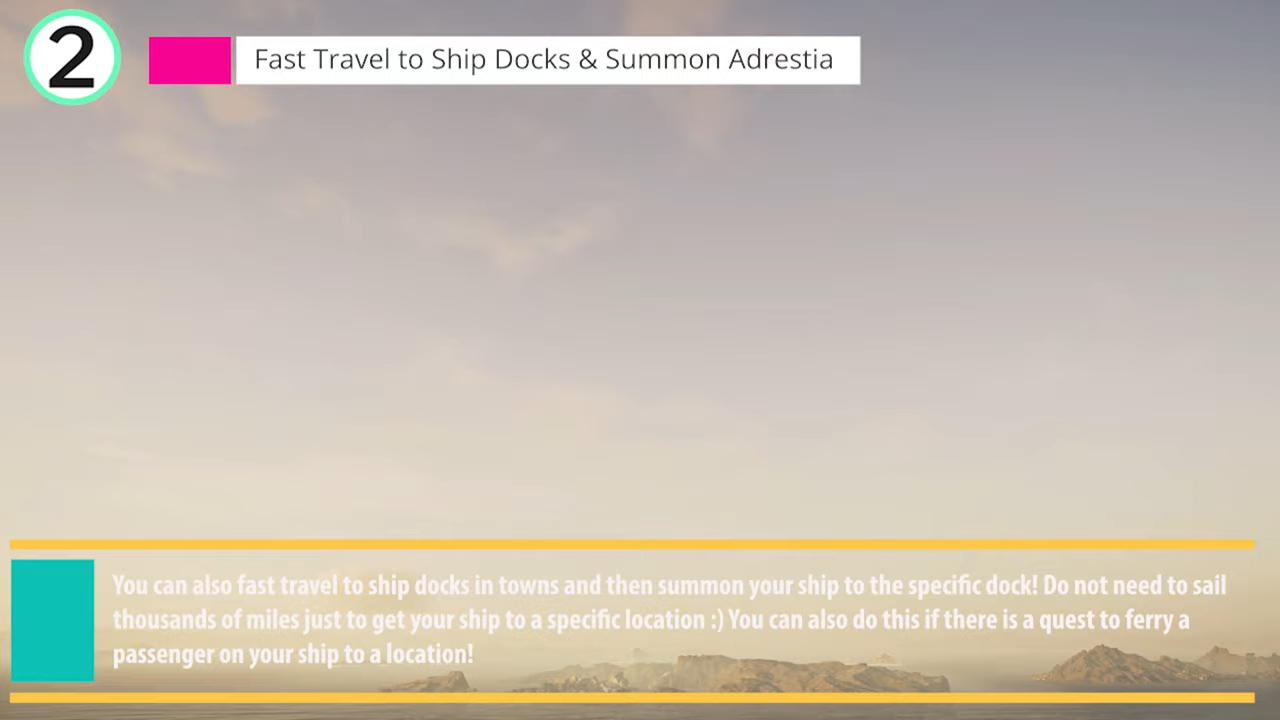 2
Fast Travel to Ship Docks & Summon Adrestia
You can also fast travel to ship docks in towns and then summon your ship to the specific dock! Do not need to sail
thousands of miles just to get your ship to a specific location :) You can also do this if there is a quest to ferry a
passenger on your ship to a location!